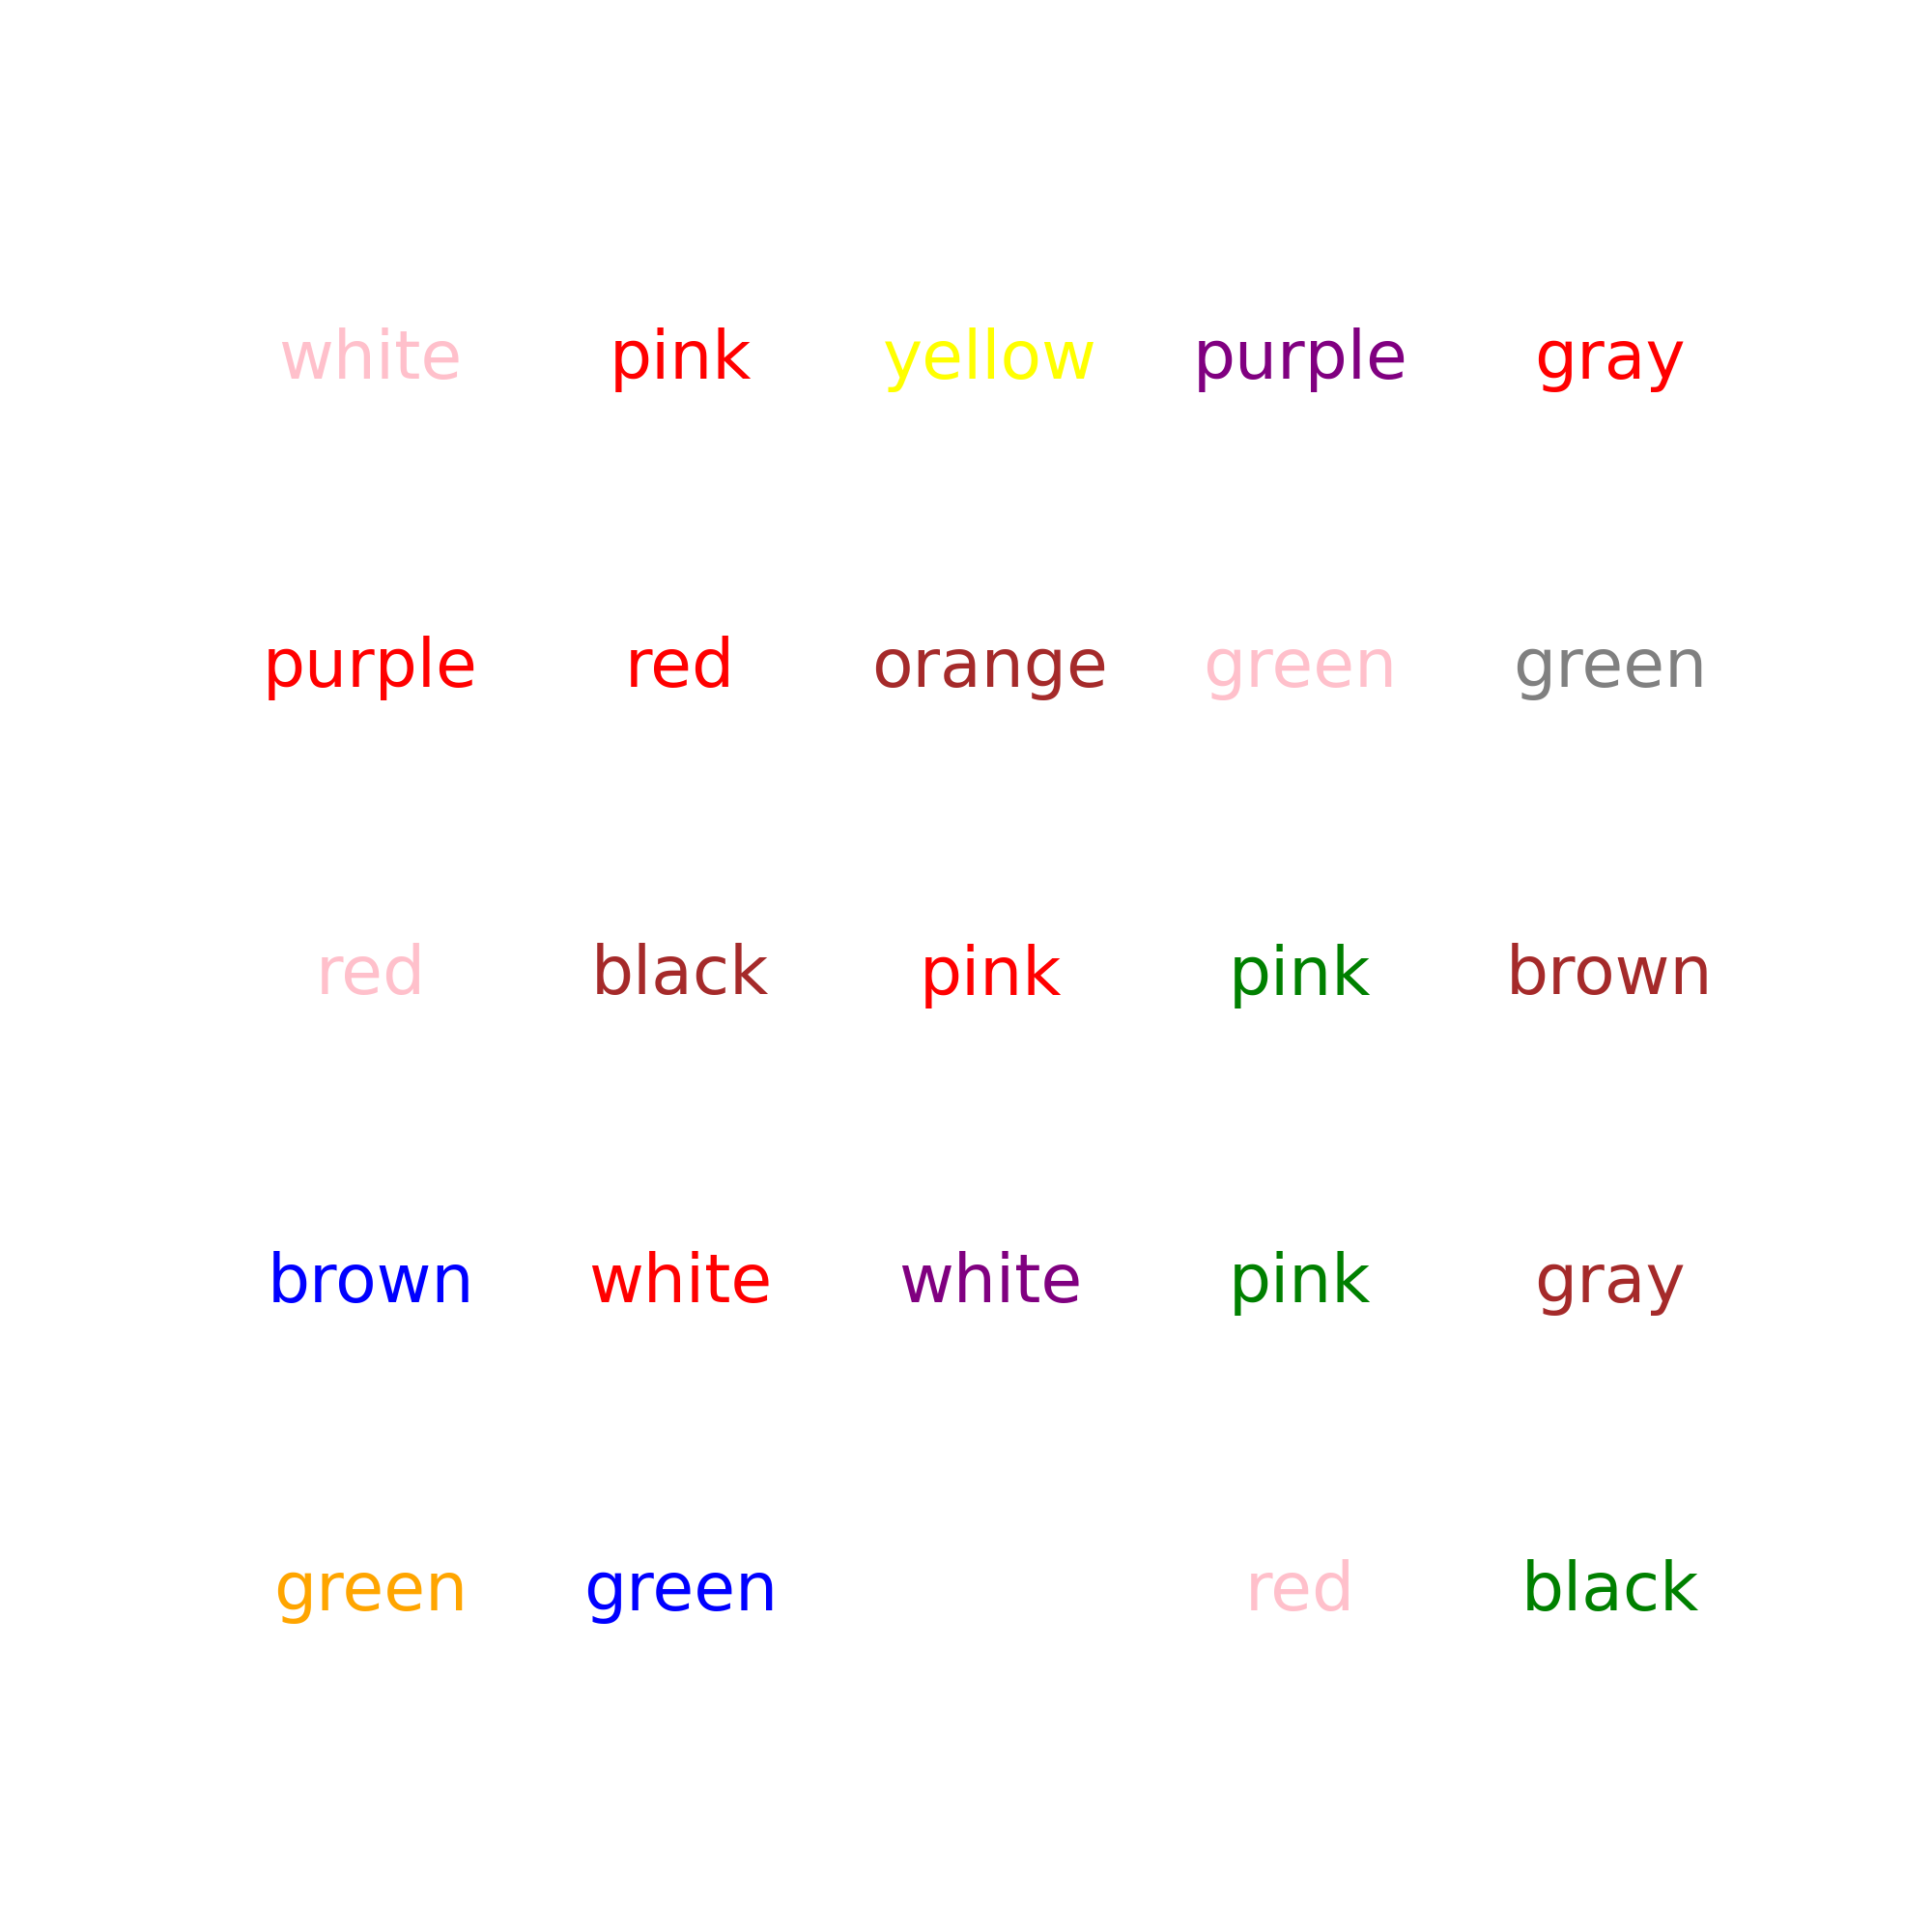 white pink yellow purple gray
purple red orange green green
red black pink pink brown
brown white white pink gray
green green red black